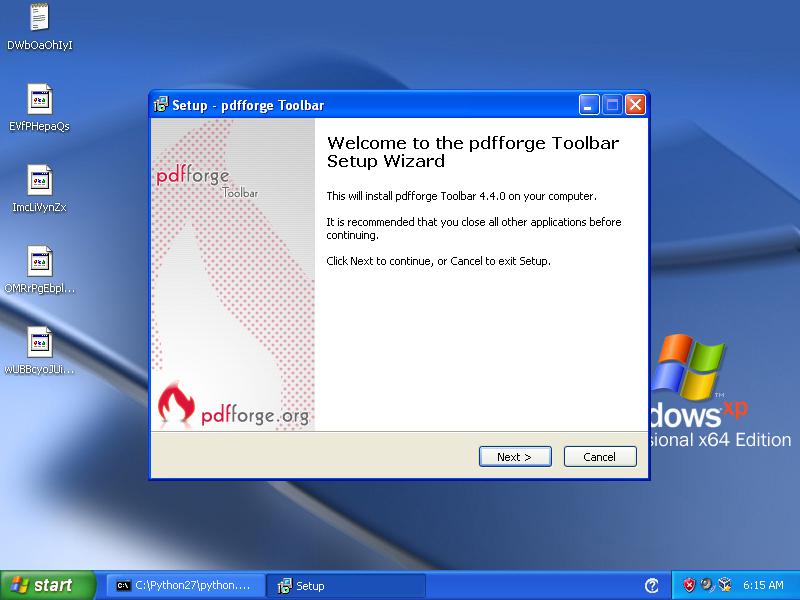 DWbOaOhIyI
EVfPHepaQs
ImcLiVynZx
OMRrPgEbpl...
wUBBcyoJUi...
Setup - pdfforge Toolbar
pdfforge
Toolbar
Welcome to the pdfforge Toolbar
Setup Wizard
This will install pdfforge Toolbar 4.4.0 on your computer.
It is recommended that you close all other applications before
continuing.
Click Next to continue, or Cancel to exit Setup.
pdfforge.org
Next >
Cancel
dows xp
TM
sional x64 Edition
start
C:\Python27\python....
Setup
6:15 AM